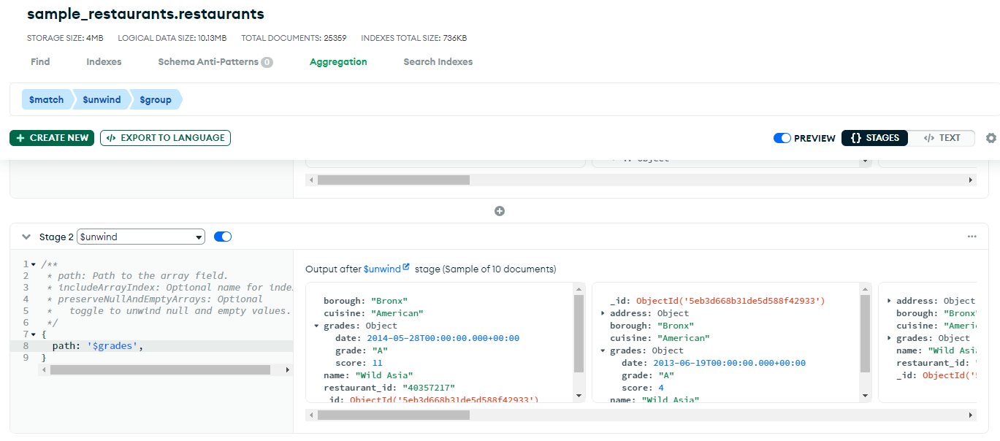 sample_restaurants.restaurants
STORAGE SIZE: 4MB LOGICAL DATA SIZE: 10.13MB TOTAL DOCUMENTS: 25359 INDEXES TOTAL SIZE: 736KB
Find Indexes Schema Anti-Patterns 0 Aggregation Search Indexes
$match $unwind $group
+ CREATE NEW </> EXPORT TO LANGUAGE PREVIEW {} STAGES </> TEXT
Stage 2 $unwind
1 /**
2 * path: Path to the array field.
3 * includeArrayIndex: Optional name for inde
4 * preserveNullAndEmptyArrays: Optional
5 * toggle to unwind null and empty values.
6 */
7 {
8 path: '$grades',
9 }
Output after $unwind stage (Sample of 10 documents)
borough: "Bronx"
cuisine: "American"
grades: Object
date: 2014-05-28T00:00:00.000+00:00
grade: "A"
score: 11
name: "Wild Asia"
restaurant_id: "40357217"
_id: ObjectId('5eb3d668b31de5d588f42933')
_id: ObjectId('5eb3d668b31de5d588f42933')
address: Object
borough: "Bronx"
cuisine: "American"
grades: Object
date: 2013-06-19T00:00:00.000+00:00
grade: "A"
score: 4
name: "Wild Asia"
address: Object
borough: "Bronx
cuisine: "Ameri
grades: Object
name: "Wild Asi
restaurant_id: "
_id: ObjectId('5